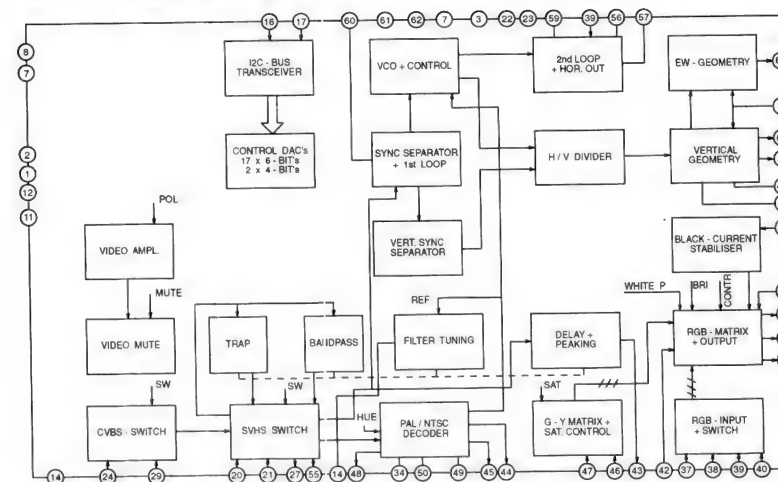 16 17 60 61 62 7 3 22 23 59 39 56 57
8
7
2
1
12
11
I2C - BUS
TRANSCEIVER
CONTROL DAC's
17 x 6 - BIT's
2 x 4 - BIT's
VCO + CONTROL
2nd LOOP
+ HOR. OUT
EW - GEOMETRY
SYNC SEPARATOR
+ 1st LOOP
H / V DIVIDER
VERTICAL
GEOMETRY
VERT. SYNC
SEPARATOR
BLACK - CURRENT
STABILISER
POL
VIDEO AMPL.
MUTE
VIDEO MUTE
TRAP
BANDPASS
REF
FILTER TUNING
DELAY +
PEAKING
WHITE P
BRI
CONTR
RGB - MATRIX
+ OUTPUT
SW
CVBS - SWITCH
SW
SVHS SWITCH
HUE
PAL / NTSC
DECODER
SAT
G - Y MATRIX +
SAT. CONTROL
RGB - INPUT
+ SWITCH
14 24 29 20 21 27 55 14 48 34 50 49 45 44 47 46 43 42 37 38 39 40